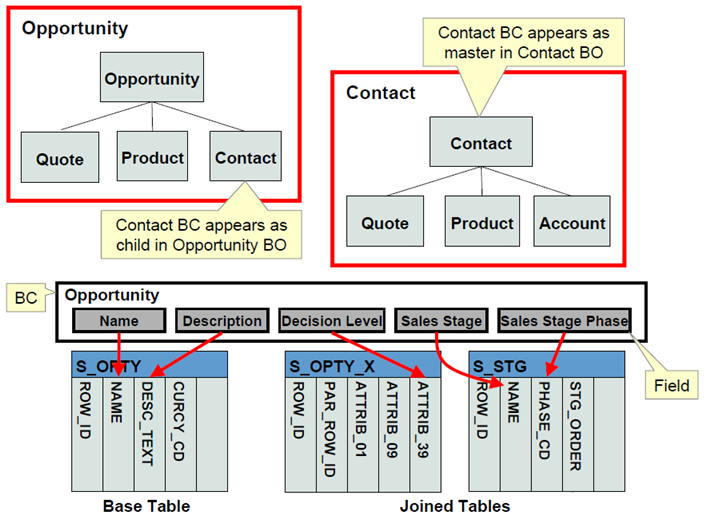 Opportunity
Opportunity
Quote
Product
Contact
Contact BC appears as
child in Opportunity BO
Contact BC appears as
master in Contact BO
Contact
Contact
Quote
Product
Account
BC
Opportunity
Name
Description
Decision Level
Sales Stage
Sales Stage Phase
Field
S_OPTY
ROW_ID
NAME
DESC_TEXT
CURCY_CD
S_OPTY_X
ROW_ID
PAR_ROW_ID
ATTRIB_01
ATTRIB_09
ATTRIB_39
S_STG
ROW_ID
NAME
PHASE_CD
STG_ORDER
Base Table
Joined Tables